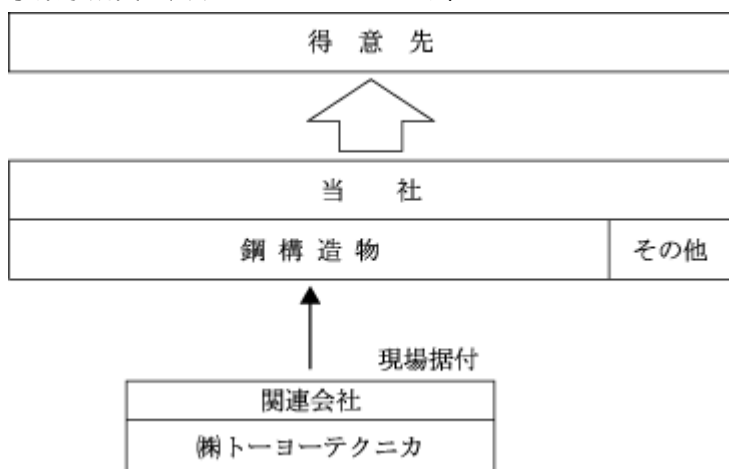 得意先
当社
鋼構造物
その他
現場据付
関連会社
㈱トーヨーテクニカ